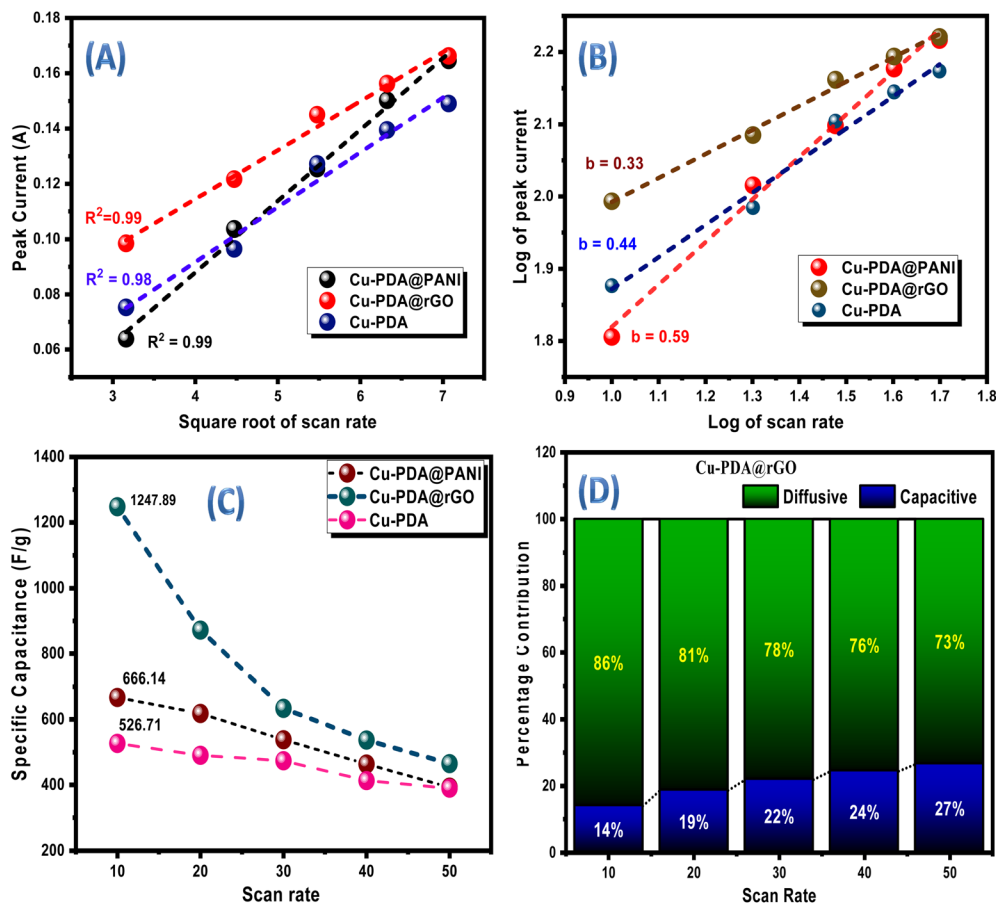 (A)
Peak Current (A)
0.18
0.16
0.14
0.12
0.10
0.08
0.06
R²=0.99
R² = 0.98
R² = 0.99
Cu-PDA@PANI
Cu-PDA@rGO
Cu-PDA
3 4 5 6 7
Square root of scan rate
(B)
Log of peak current
2.2
2.1
2.0
1.9
1.8
b = 0.33
b = 0.44
b = 0.59
Cu-PDA@PANI
Cu-PDA@rGO
Cu-PDA
0.9 1.0 1.1 1.2 1.3 1.4 1.5 1.6 1.7 1.8
Log of scan rate
(C)
Specific Capacitance (F/g)
1400
1200
1000
800
600
400
200
1247.89
666.14
526.71
Cu-PDA@PANI
Cu-PDA@rGO
Cu-PDA
10 20 30 40 50
Scan rate
(D)
Cu-PDA@rGO
Diffusive Capacitive
Percentage Contribution
120
100
80
60
40
20
0
86% 81% 78% 76% 73%
14% 19% 22% 24% 27%
10 20 30 40 50
Scan Rate